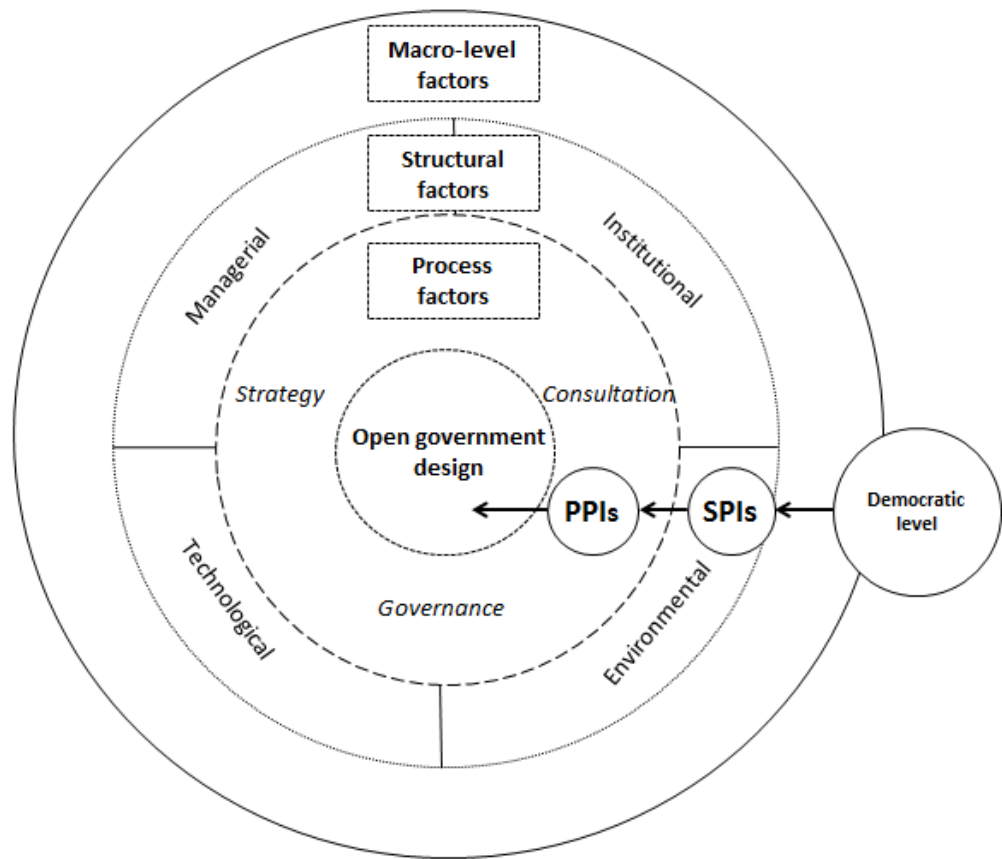 Macro-level
factors
Structural
factors
Managerial
Institutional
Process
factors
Strategy
Consultation
Open government
design
PPIs
SPIs
Democratic
level
Technological
Environmental
Governance